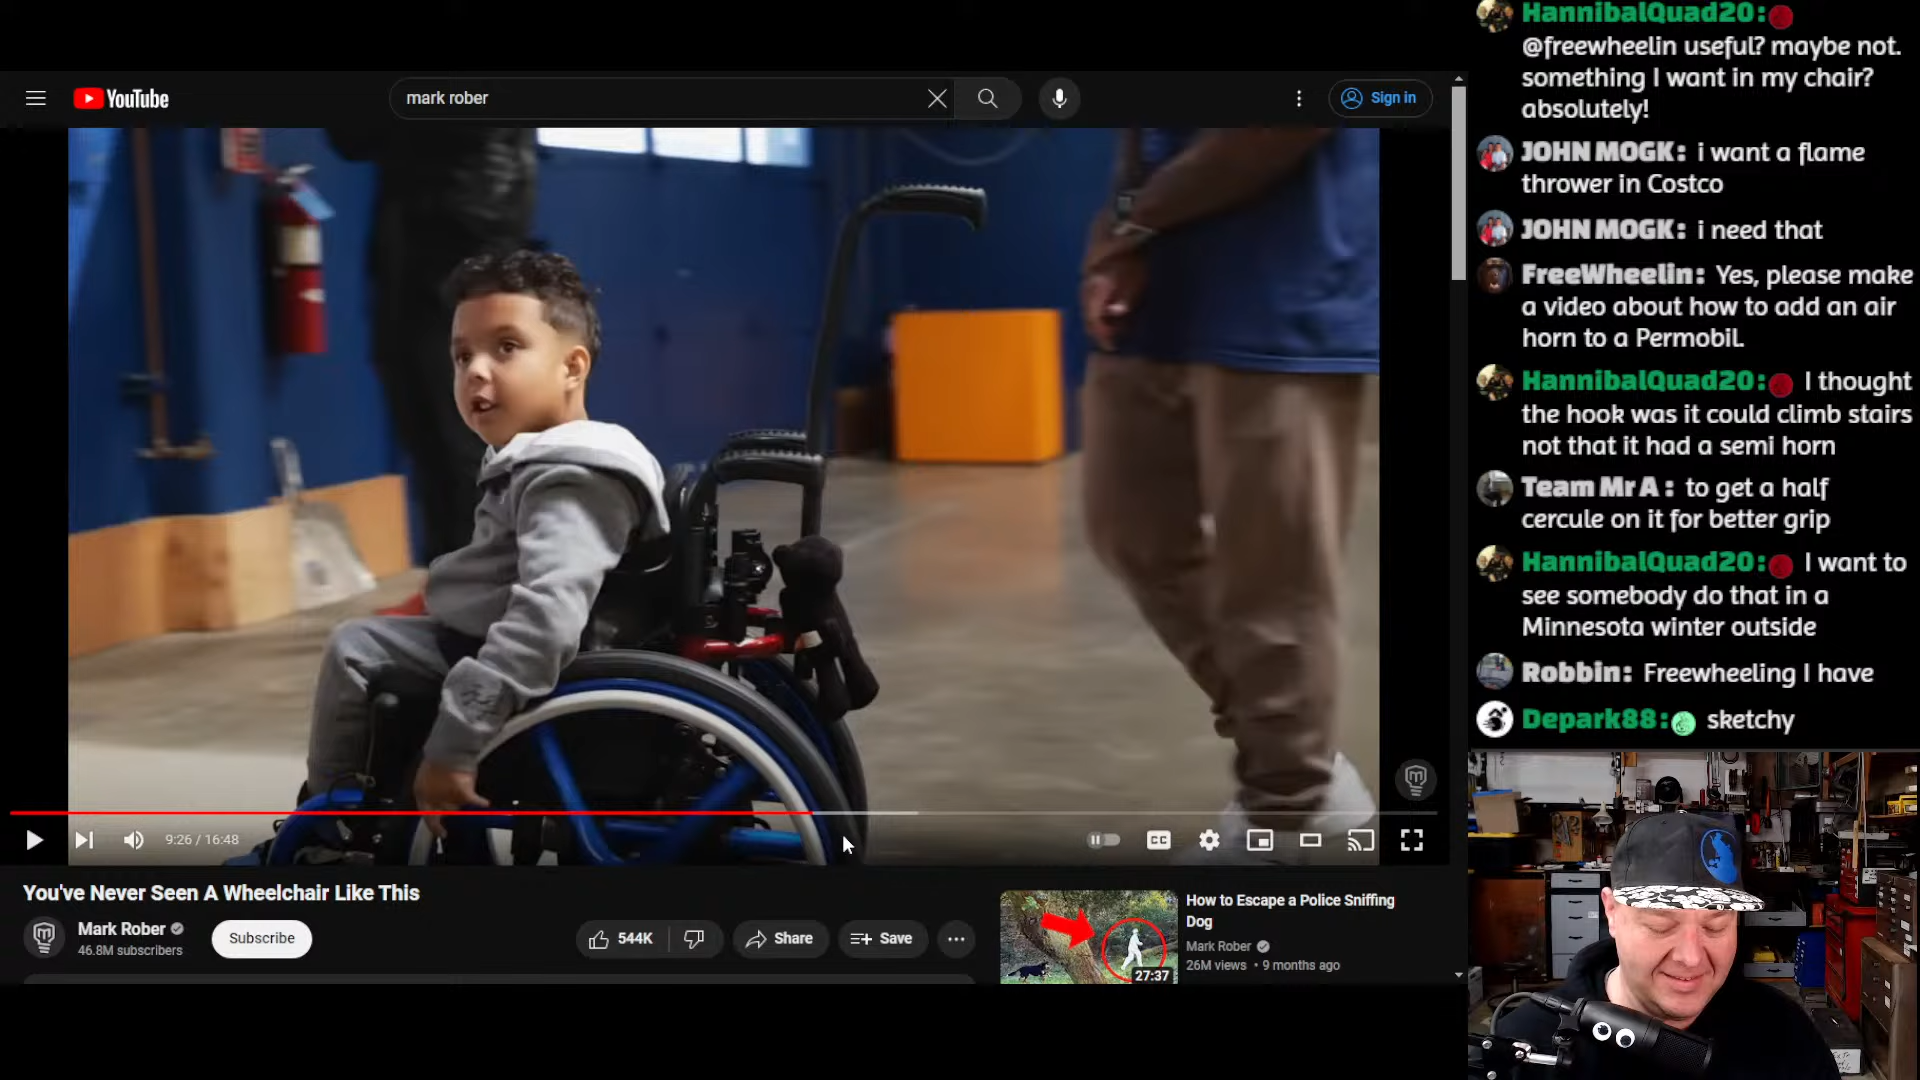 YouTube
mark rober
Sign in
9:26 / 16:48
CC
You've Never Seen A Wheelchair Like This
Mark Rober
46.8M subscribers
Subscribe
544K
Share
Save
27:37
How to Escape a Police Sniffing
Dog
Mark Rober
26M views • 9 months ago
HannibalQuad20:
@freewheelin useful? maybe not.
something I want in my chair?
absolutely!
JOHN MOGK: i want a flame
thrower in Costco
JOHN MOGK: i need that
FreeWheelin: Yes, please make
a video about how to add an air
horn to a Permobil.
HannibalQuad20: I thought
the hook was it could climb stairs
not that it had a semi horn
Team Mr A : to get a half
cercule on it for better grip
HannibalQuad20: I want to
see somebody do that in a
Minnesota winter outside
Robbin: Freewheeling I have
Depark88: sketchy